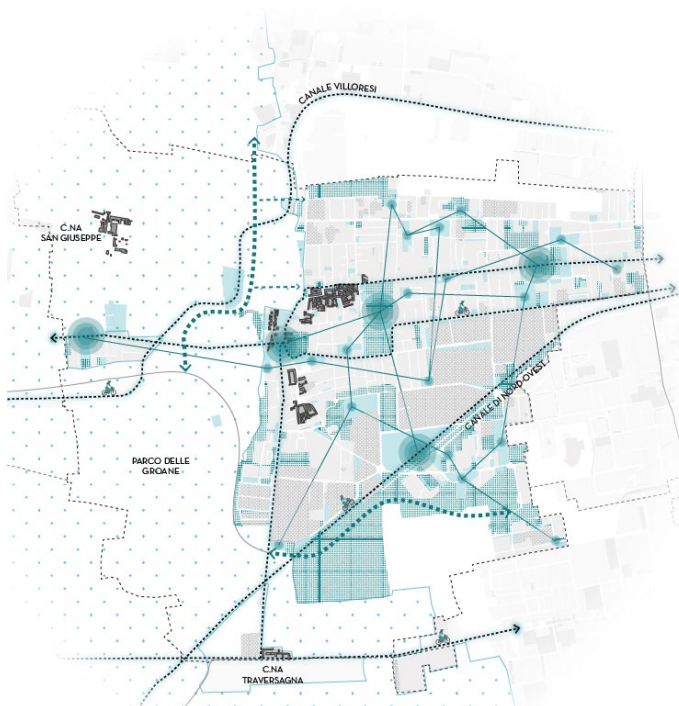 CANALE VILLORESI
C.NA
SAN GIUSEPPE
CANALE DI NORD OVEST
PARCO DELLE
GROANE
C.NA
TRAVERSAGNA